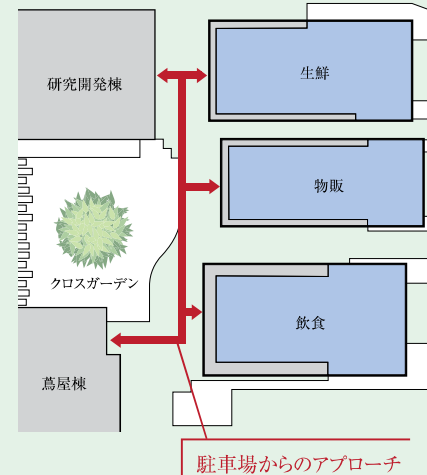 研究開発棟
生鮮
物販
クロスガーデン
飲食
蔦屋棟
駐車場からのアプローチ